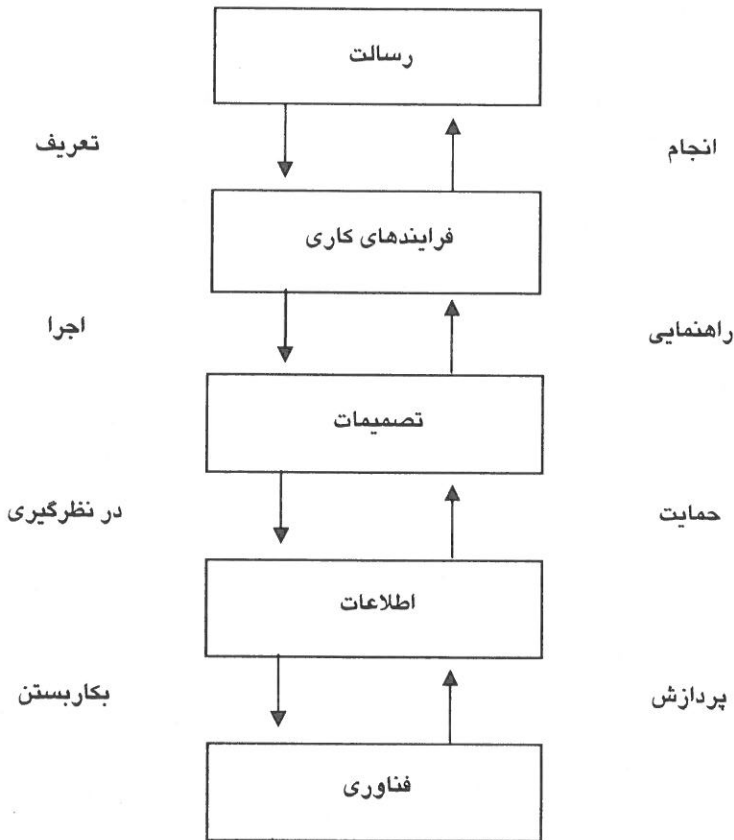 رسالت
انجام
تعریف
فرایندهای کاری
راهنمایی
اجرا
تصمیمات
حمایت
در نظرگیری
اطلاعات
پردازش
بکاربستن
فناوری